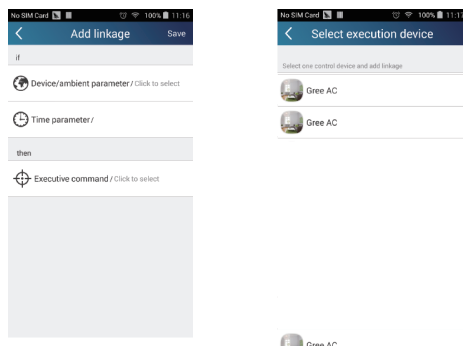 No SIM Card 100% 11:16
Add linkage Save
if
Device/ambient parameter/Click to select
Time parameter/
then
Executive command/Click to select
No SIM Card 100% 11:17
Select execution device
Select one control device and add linkage
Gree AC
Gree AC
Gree AC